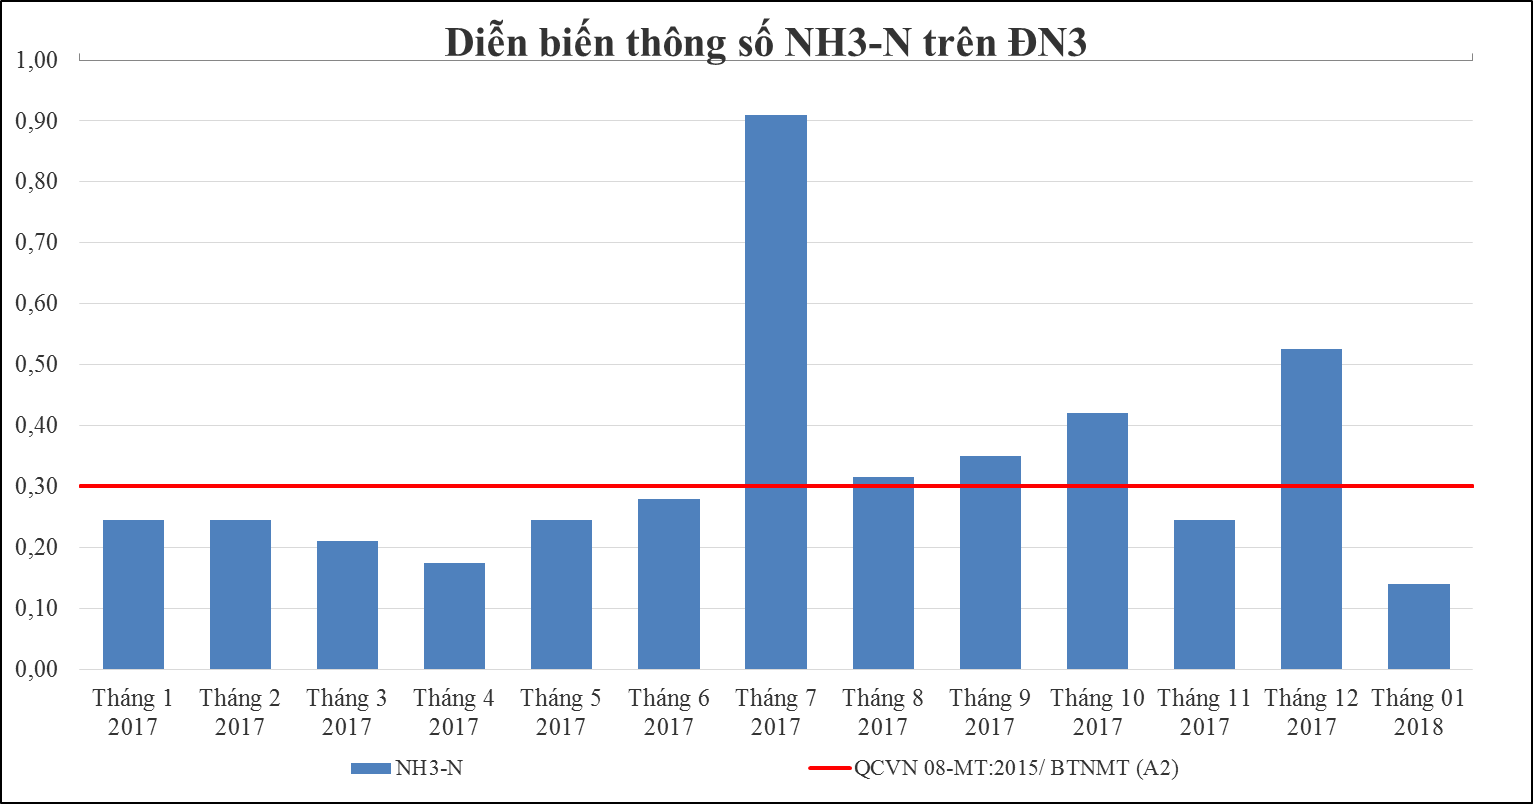 Diễn biến thông số NH3-N trên ĐN3
1,00
0,90
0,80
0,70
0,60
0,50
0,40
0,30
0,20
0,10
0,00
Tháng 1 2017
Tháng 2 2017
Tháng 3 2017
Tháng 4 2017
Tháng 5 2017
Tháng 6 2017
Tháng 7 2017
Tháng 8 2017
Tháng 9 2017
Tháng 10 2017
Tháng 11 2017
Tháng 12 2017
Tháng 01 2018
NH3-N
QCVN 08-MT:2015/ BTNMT (A2)